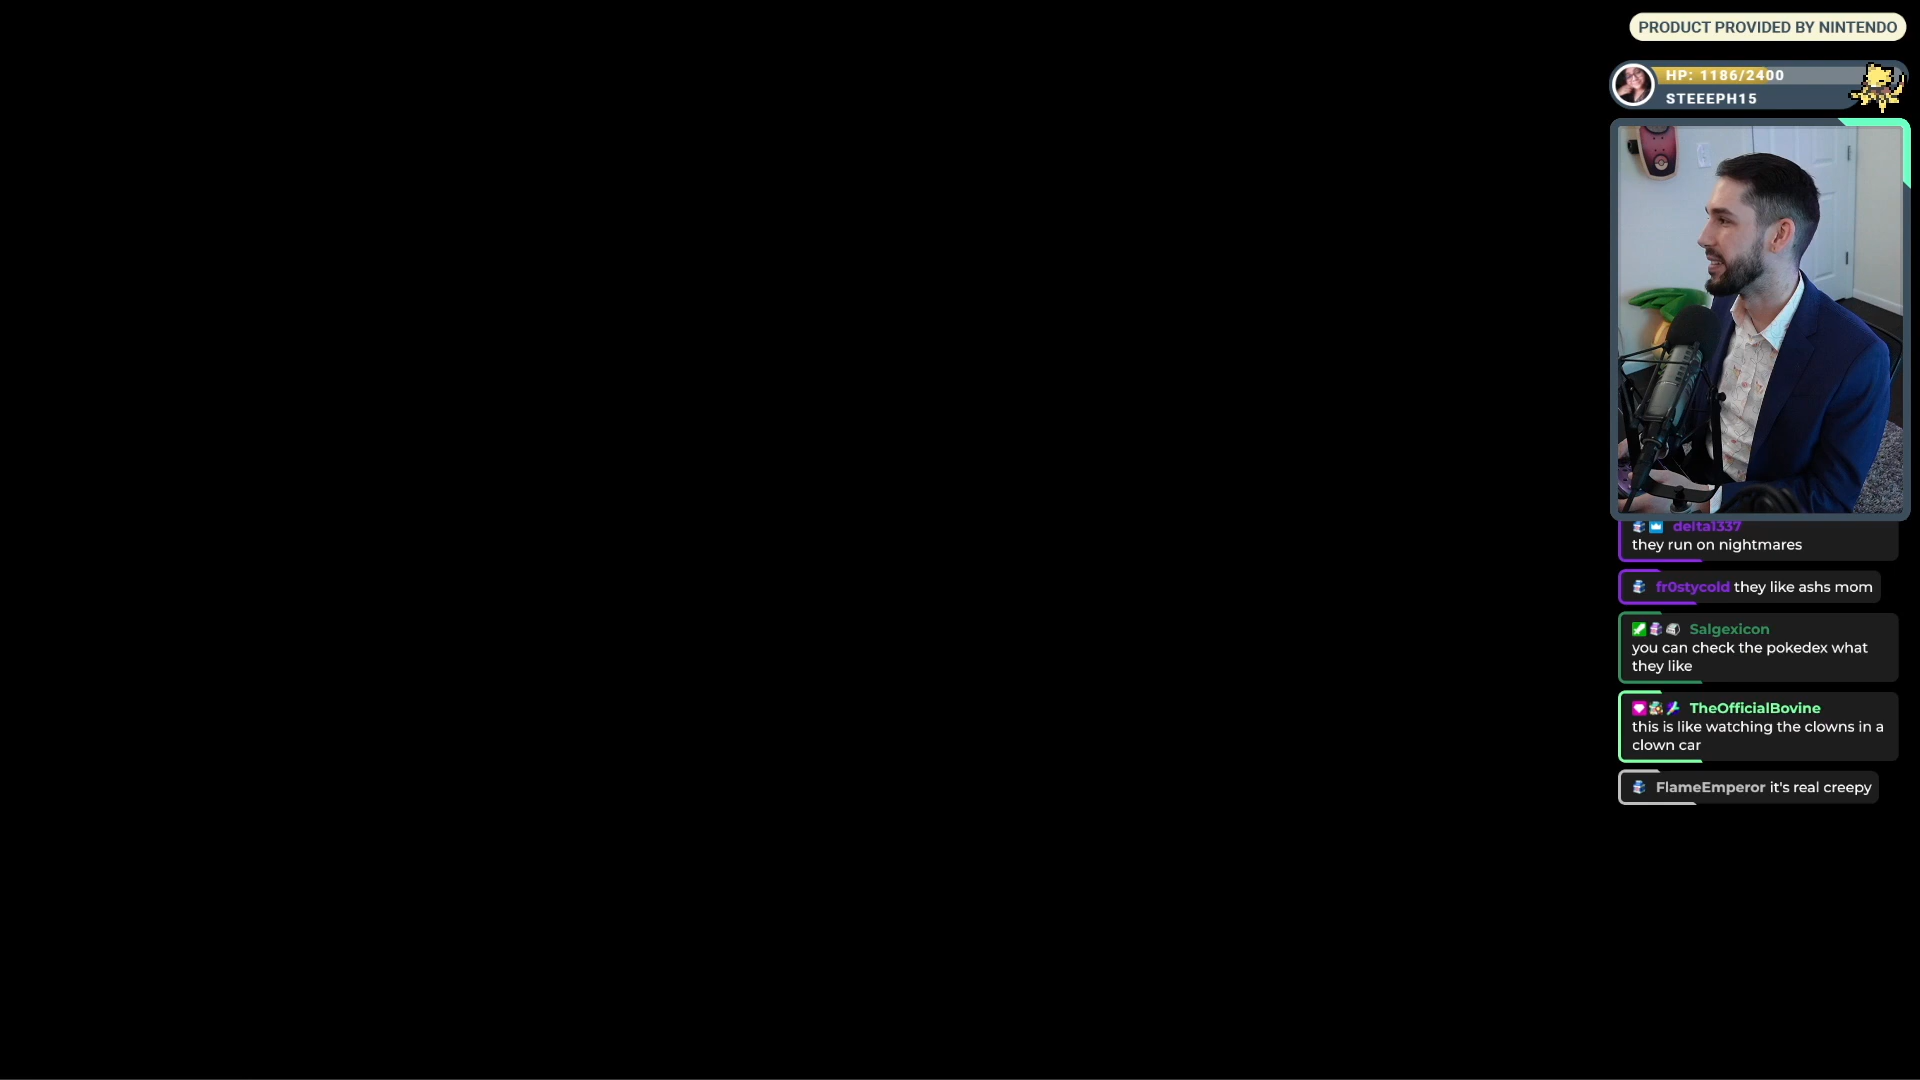 PRODUCT PROVIDED BY NINTENDO
HP: 1186/2400
STEEEPH15
delta1337
they run on nightmares
fr0stycold they like ashs mom
Salgexicon
you can check the pokedex what
they like
TheOfficialBovine
this is like watching the clowns in a
clown car
FlameEmperor it's real creepy